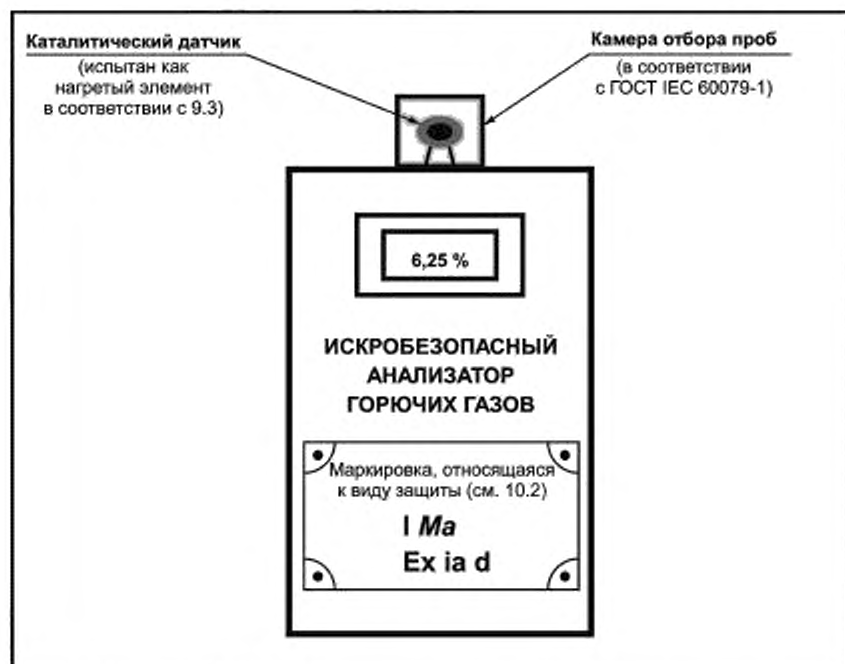 Каталитический датчик
(испытан как
нагретый элемент
в соответствии с 9.3)
Камера отбора проб
(в соответствии
с ГОСТ IEC 60079-1)
6,25 %
ИСКРОБЕЗОПАСНЫЙ
АНАЛИЗАТОР
ГОРЮЧИХ ГАЗОВ
Маркировка, относящаяся
к виду защиты (см. 10.2)
I Ma
Ex ia d